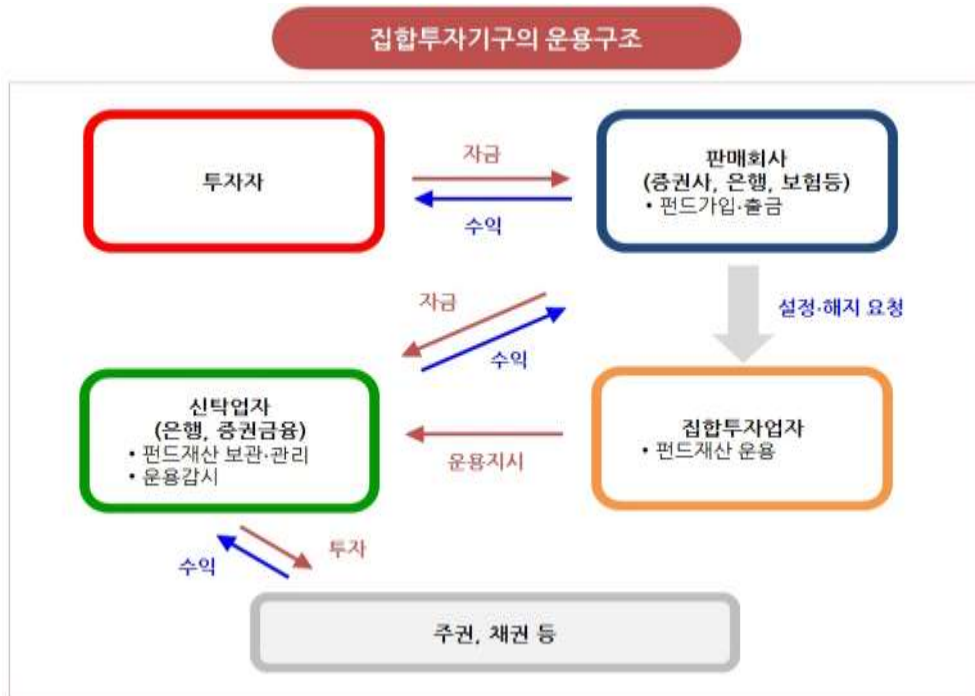 집합투자기구의 운용구조
투자자
자금
수익
판매회사
(증권사, 은행, 보험등)
• 펀드가입·출금
자금
수익
설정·해지 요청
신탁업자
(은행, 증권금융)
• 펀드재산 보관·관리
• 운용감시
운용지시
집합투자업자
• 펀드재산 운용
수익
투자
주권, 채권 등